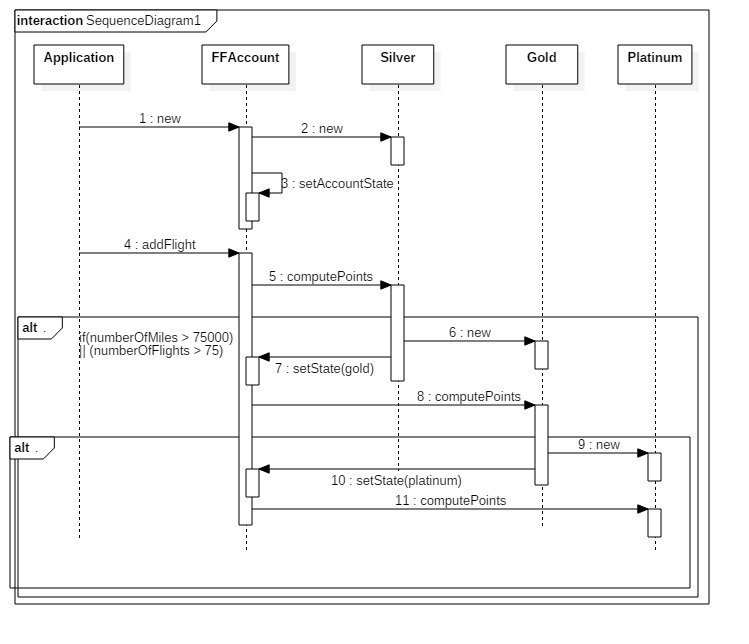 interaction SequenceDiagram1
Application
FFAccount
Silver
Gold
Platinum
1 : new
2 : new
3 : setAccountState
4 : addFlight
5 : computePoints
alt .
if(numberOfMiles > 75000)
|| (numberOfFlights > 75)
6 : new
7 : setState(gold)
8 : computePoints
alt .
9 : new
10 : setState(platinum)
11 : computePoints